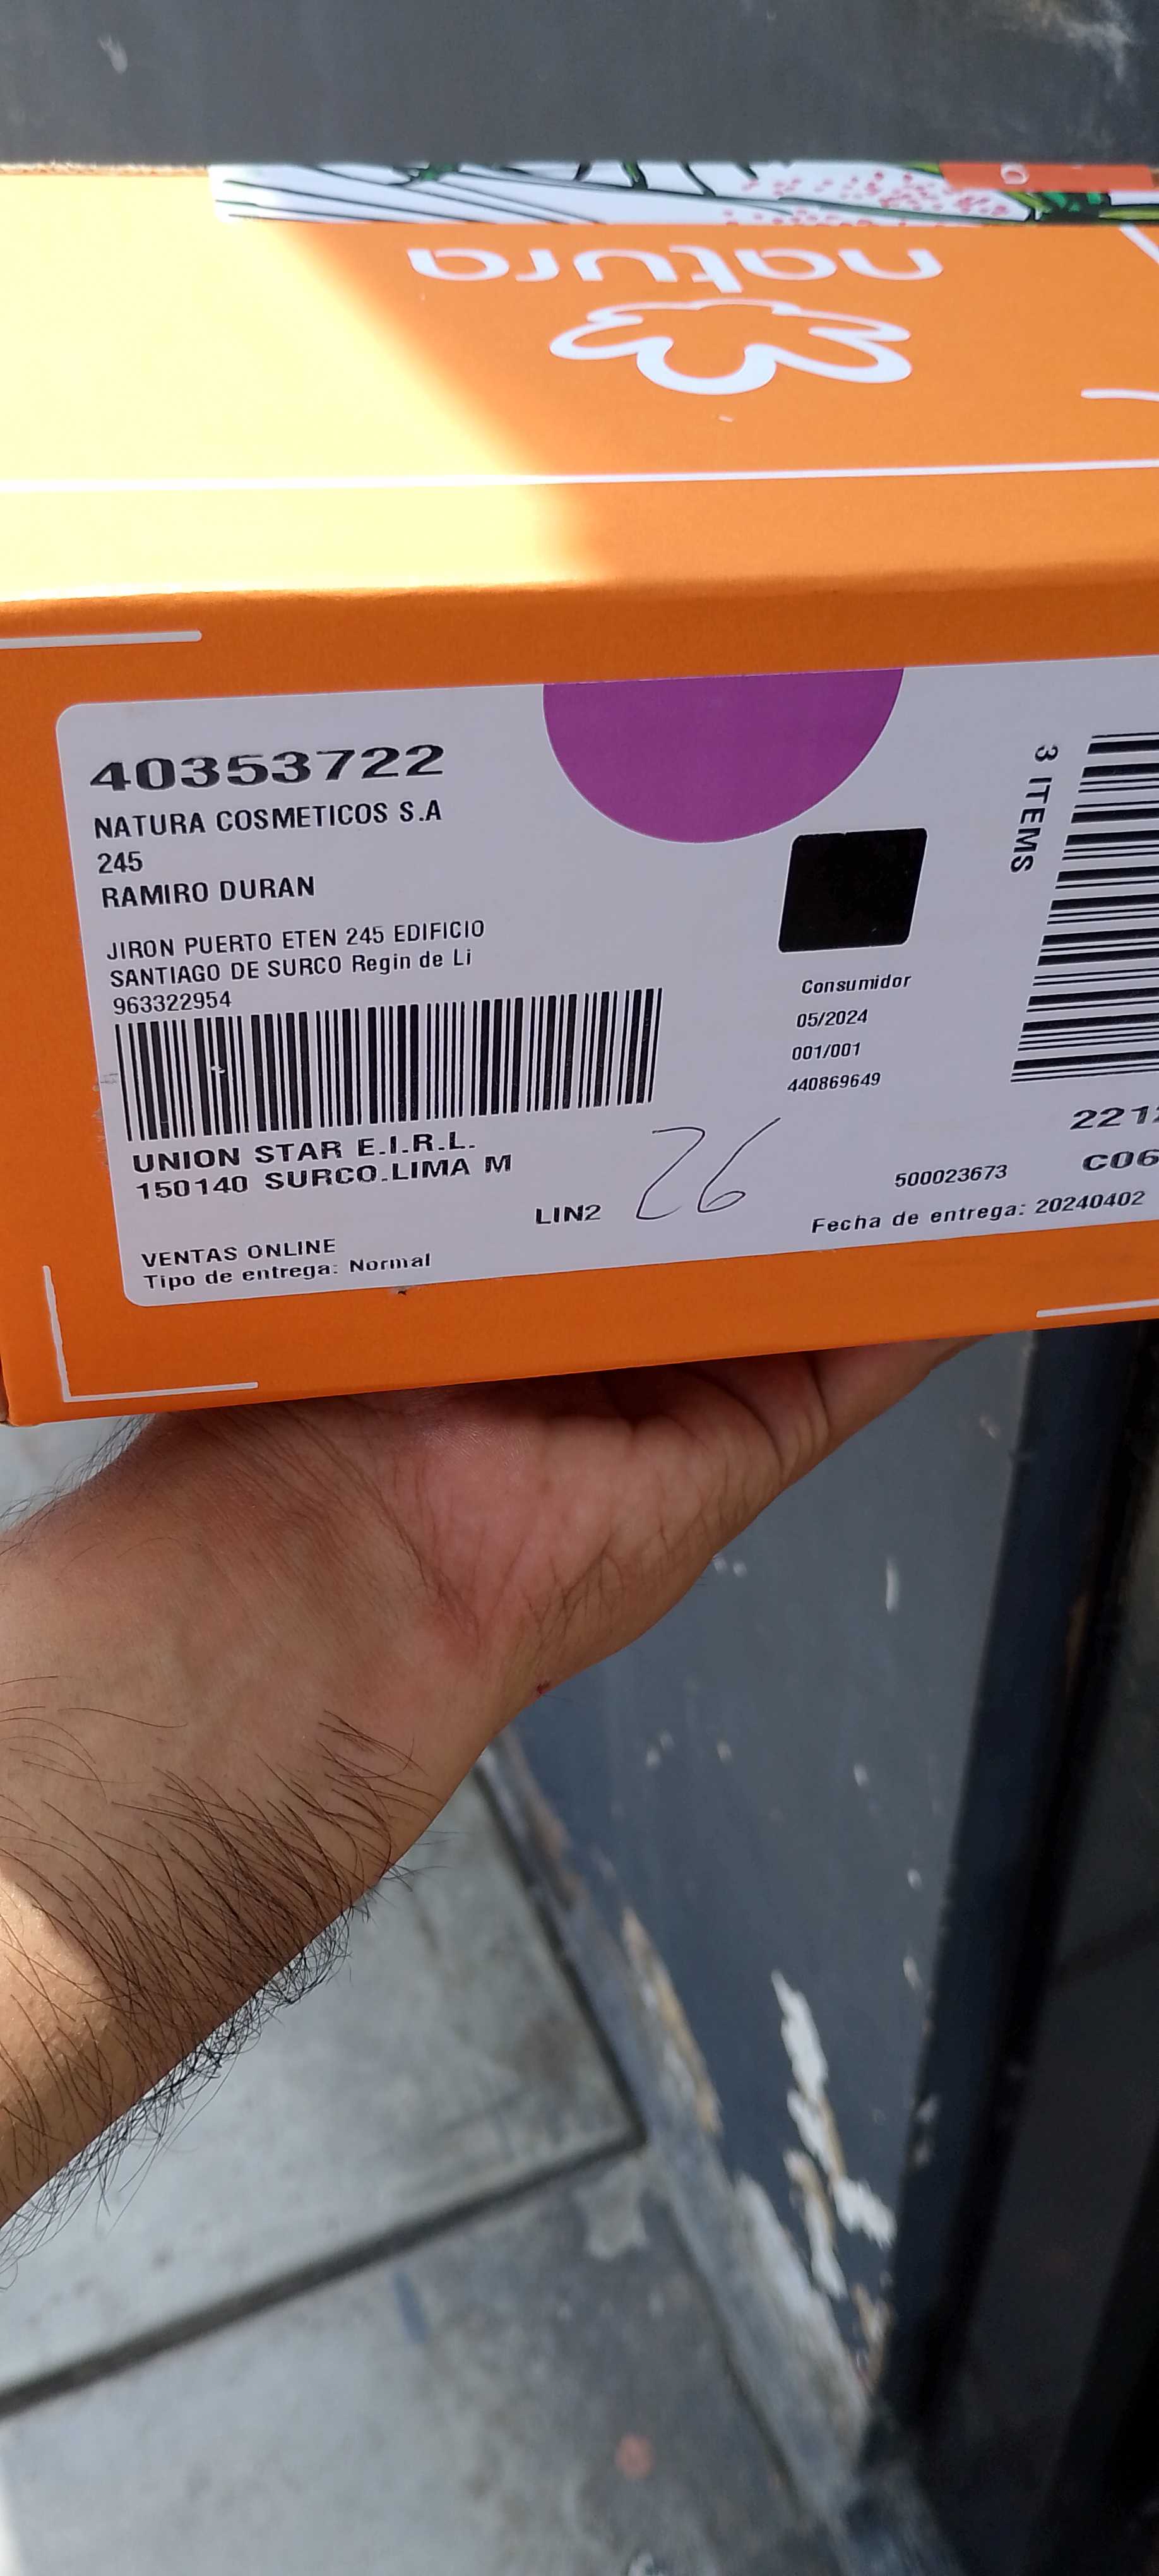 natura
40353722
NATURA COSMETICOS S.A
245
RAMIRO DURAN
JIRON PUERTO ETEN 245 EDIFICIO
SANTIAGO DE SURCO Regin de Li
963322954
UNION STAR E.I.R.L.
150140 SURCO.LIMA M
LIN2
26
VENTAS ONLINE
Tipo de entrega: Normal
Consumidor
05/2024
001/001
440869649
500023673
Fecha de entrega: 20240402
3 ITEMS
C06